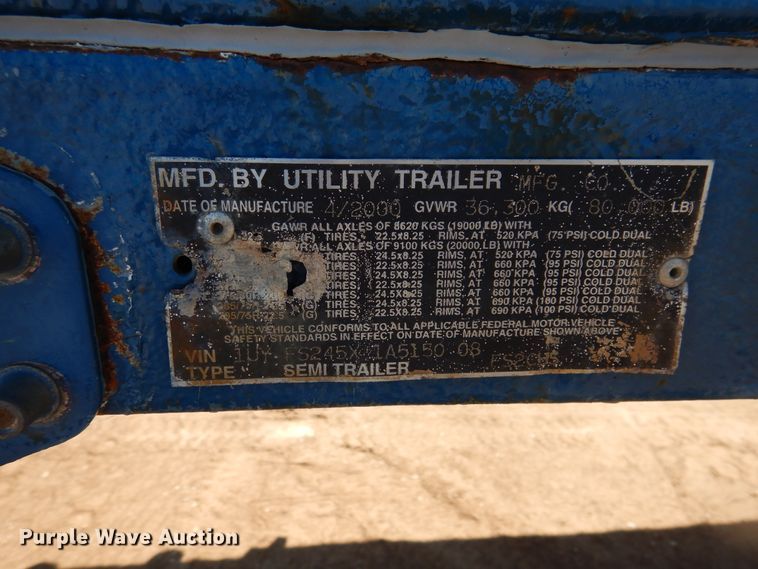 MFD. BY UTILITY TRAILER MFG. CO
DATE OF MANUFACTURE 4/2000 GVWR 36,300 KG( 80,000 LB)
GAWR ALL AXLES OF 8620 KGS (19000 LB) WITH
TIRES, 22.5x8.25 RIMS, AT 520 KPA (75 PSI) COLD DUAL
WR ALL AXLES OF 9100 KGS (20000 LB) WITH
TIRES, 24.5x8.25 RIMS, AT 520 KPA (75 PSI) COLD DUAL
TIRES, 22.5x8.25 RIMS, AT 660 KPA (95 PSI) COLD DUAL
TIRES, 24.5x8.25 RIMS, AT 660 KPA (95 PSI) COLD DUAL
TIRES, 22.5x8.25 RIMS, AT 660 KPA (95 PSI) COLD DUAL
TIRES, 24.5x8.25 RIMS, AT 660 KPA (95 PSI) COLD DUAL
(G) TIRES, 24.5x8.25 RIMS, AT 690 KPA (100 PSI) COLD DUAL
(G) TIRES, 22.5x8.25 RIMS, AT 690 KPA (100 PSI) COLD DUAL
THIS VEHICLE CONFORMS TO ALL APPLICABLE FEDERAL MOTOR VEHICLE
SAFETY STANDARDS IN EFFECT ON DATE OF MANUFACTURE SHOWN ABOVE
VIN 1UY FS245X 1A5150 08
TYPE SEMI TRAILER
Purple Wave Auction